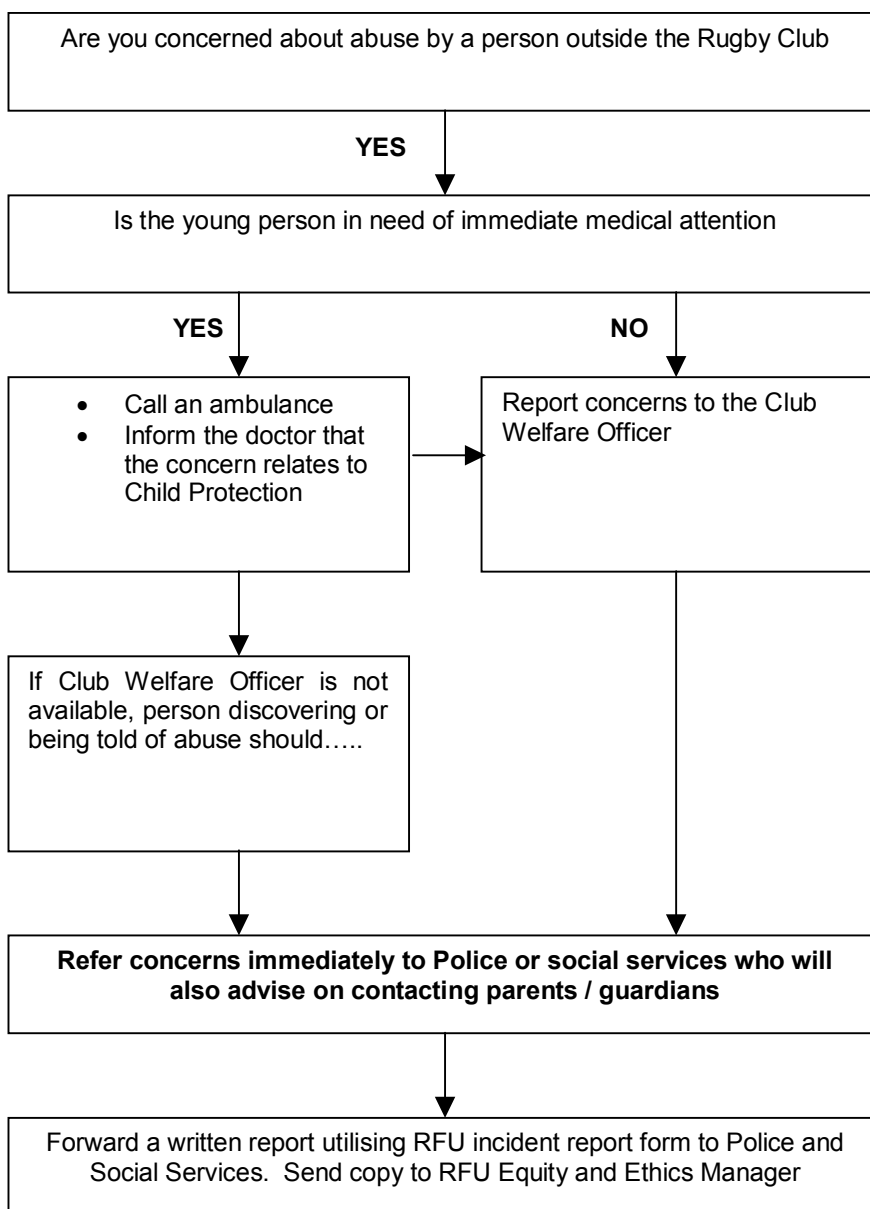 Are you concerned about abuse by a person outside the Rugby Club
YES
Is the young person in need of immediate medical attention
YES
NO
• Call an ambulance
• Inform the doctor that
the concern relates to
Child Protection
Report concerns to the Club
Welfare Officer
If Club Welfare Officer is not
available, person discovering or
being told of abuse should…..
Refer concerns immediately to Police or social services who will
also advise on contacting parents / guardians
Forward a written report utilising RFU incident report form to Police and
Social Services.  Send copy to RFU Equity and Ethics Manager